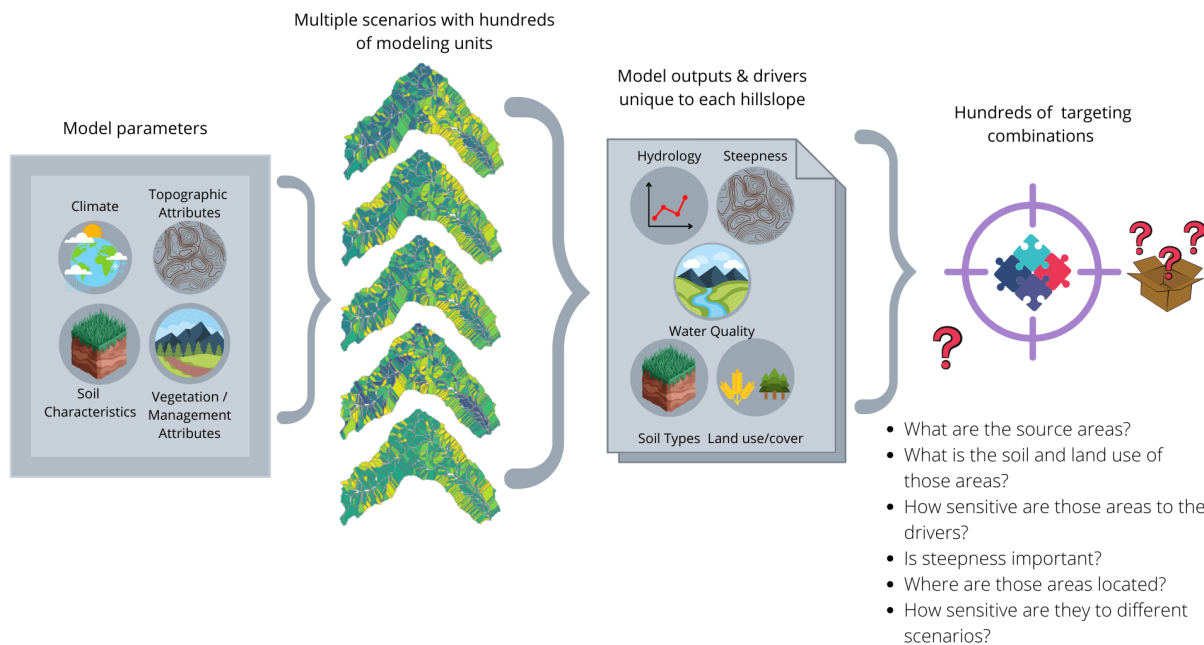 Multiple scenarios with hundreds
of modeling units
Model parameters
Climate
Topographic
Attributes
Soil
Characteristics
Vegetation /
Management
Attributes
Model outputs & drivers
unique to each hillslope
Hydrology
Steepness
Water Quality
Soil Types
Land use/cover
Hundreds of targeting
combinations
?
?
?
?
• What are the source areas?
• What is the soil and land use of
those areas?
• How sensitive are those areas to the
drivers?
• Is steepness important?
• Where are those areas located?
• How sensitive are they to different
scenarios?